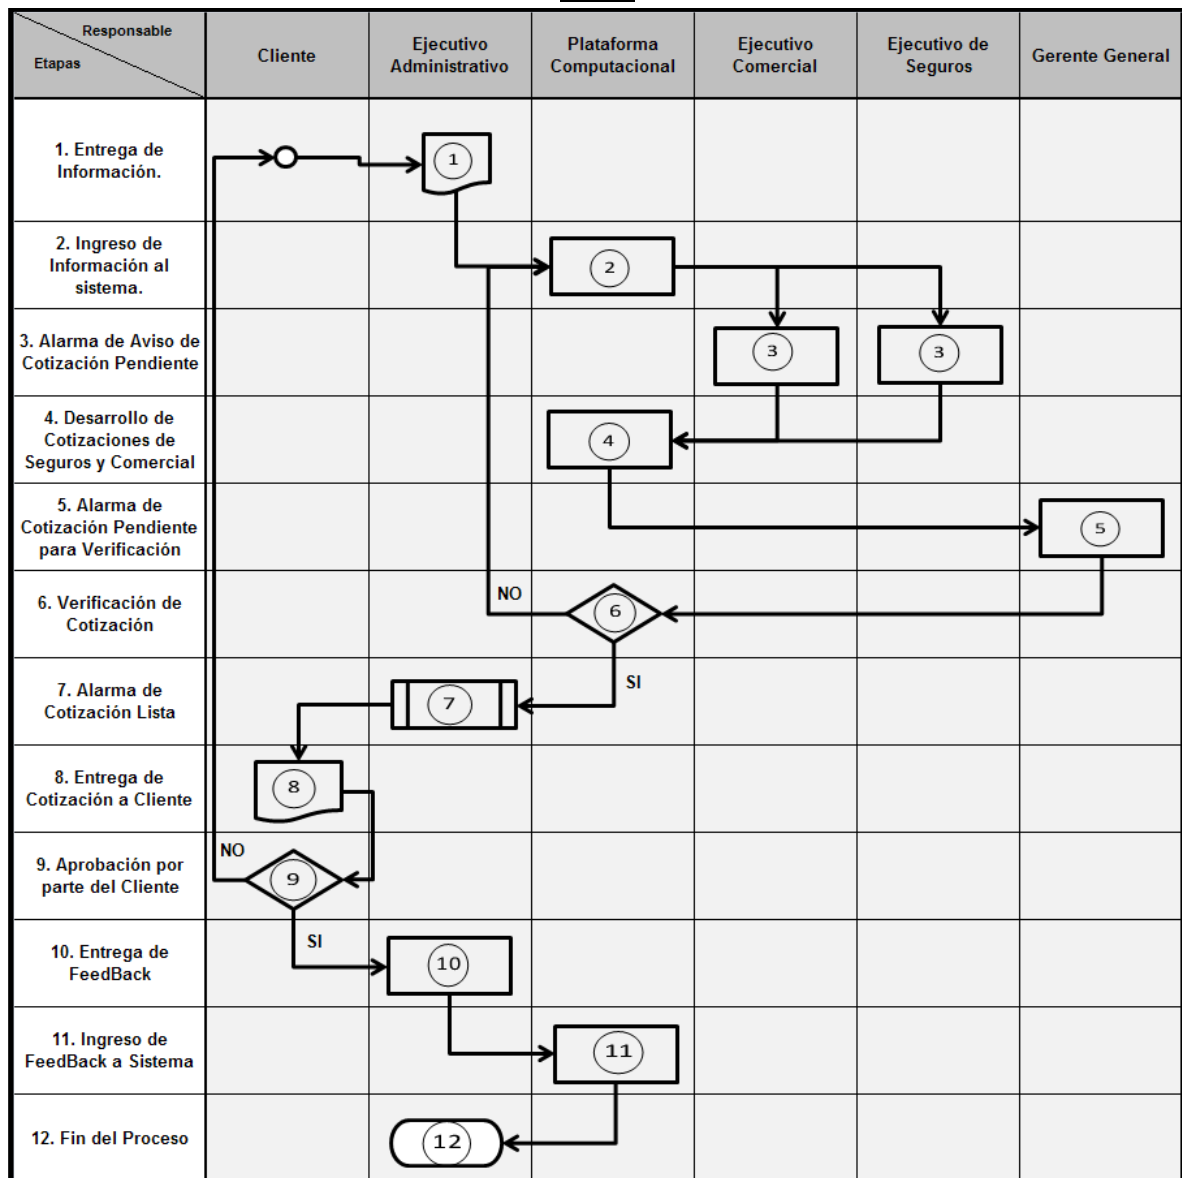 Responsable
Etapas
Cliente
Ejecutivo
Administrativo
Plataforma
Computacional
Ejecutivo
Comercial
Ejecutivo de
Seguros
Gerente General
1. Entrega de
Información.
1
2. Ingreso de
Información al
sistema.
2
3. Alarma de Aviso de
Cotización Pendiente
3
3
4. Desarrollo de
Cotizaciones de
Seguros y Comercial
4
5. Alarma de
Cotización Pendiente
para Verificación
5
6. Verificación de
Cotización
NO
6
SI
7. Alarma de
Cotización Lista
7
8. Entrega de
Cotización a Cliente
8
9. Aprobación por
parte del Cliente
NO
9
SI
10. Entrega de
FeedBack
10
11. Ingreso de
FeedBack a Sistema
11
12. Fin del Proceso
12